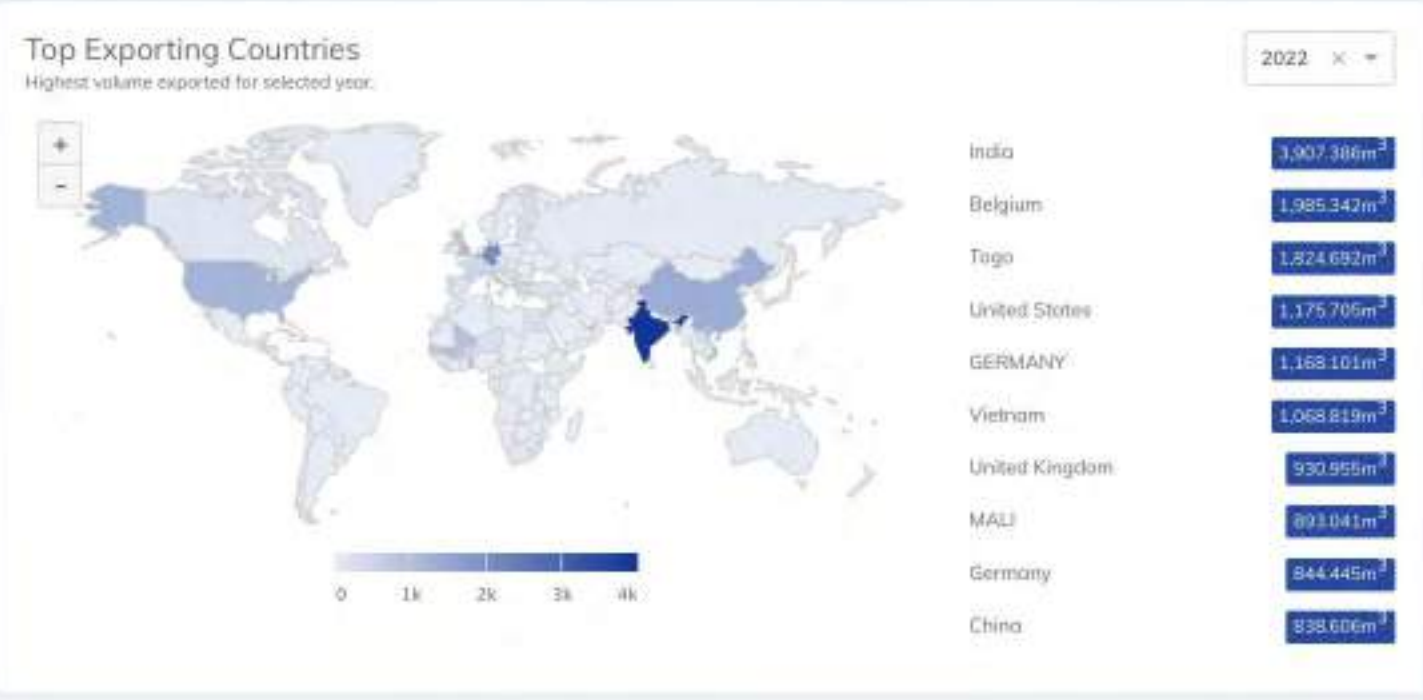 Top Exporting Countries
Highest volume exported for selected year.
2022 × ▾
+
-
India 3,907.386m³
Belgium 1,985.342m³
Togo 1,824.692m³
United States 1,175.705m³
GERMANY 1,168.101m³
Vietnam 1,068.819m³
United Kingdom 930.955m³
MALI 893.041m³
Germany 844.445m³
China 838.606m³
0 1k 2k 3k 4k